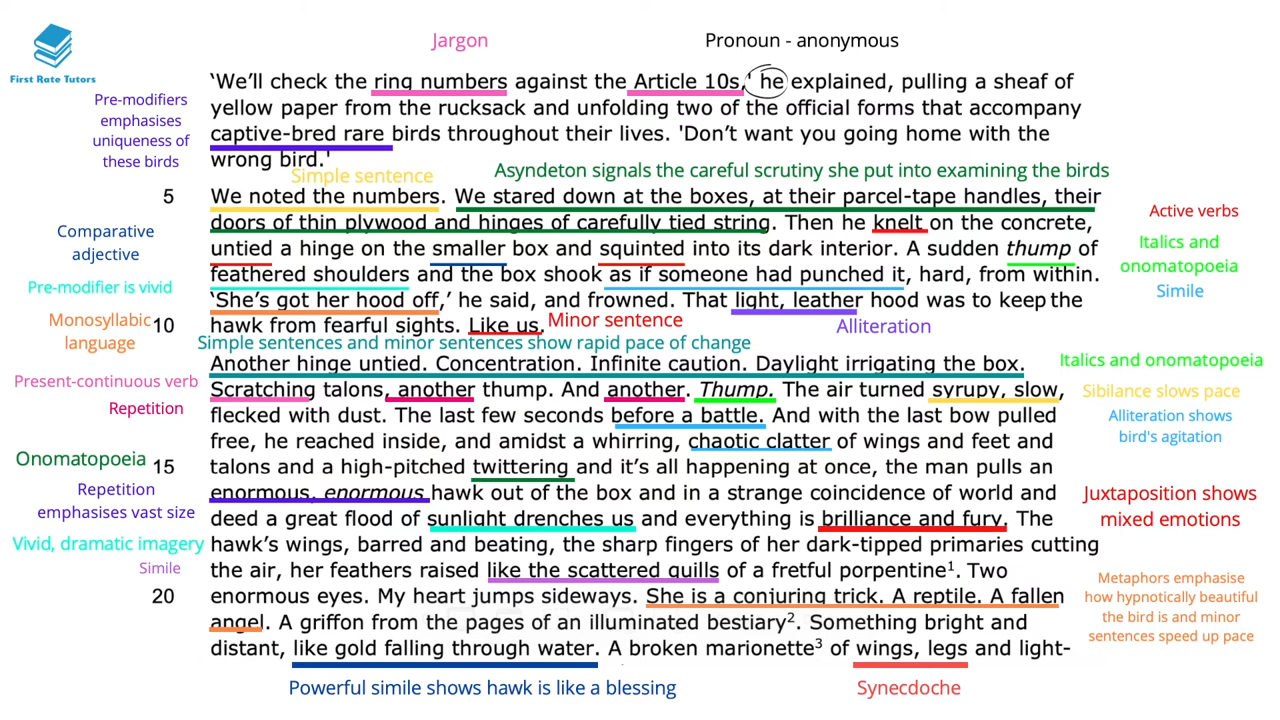 Jargon
Pronoun - anonymous
First Rate Tutors
‘We’ll check the ring numbers against the Article 10s,' he explained, pulling a sheaf of
Pre-modifiers
emphasises
uniqueness of
these birds
yellow paper from the rucksack and unfolding two of the official forms that accompany
captive-bred rare birds throughout their lives. 'Don’t want you going home with the
wrong bird.'
Simple sentence
Asyndeton signals the careful scrutiny she put into examining the birds
5
We noted the numbers. We stared down at the boxes, at their parcel-tape handles, their
Active verbs
doors of thin plywood and hinges of carefully tied string. Then he knelt on the concrete,
Comparative
adjective
Italics and
onomatopoeia
untied a hinge on the smaller box and squinted into its dark interior. A sudden thump of
feathered shoulders and the box shook as if someone had punched it, hard, from within.
Pre-modifier is vivid
Simile
‘She’s got her hood off,’ he said, and frowned. That light, leather hood was to keep the
Monosyllabic
language
10
hawk from fearful sights. Like us.
Minor sentence
Alliteration
Simple sentences and minor sentences show rapid pace of change
Another hinge untied. Concentration. Infinite caution. Daylight irrigating the box.
Italics and onomatopoeia
Present-continuous verb
Scratching talons, another thump. And another. Thump. The air turned syrupy, slow,
Sibilance slows pace
Repetition
flecked with dust. The last few seconds before a battle. And with the last bow pulled
Alliteration shows
bird's agitation
free, he reached inside, and amidst a whirring, chaotic clatter of wings and feet and
Onomatopoeia
15
talons and a high-pitched twittering and it’s all happening at once, the man pulls an
Repetition
emphasises vast size
enormous, enormous hawk out of the box and in a strange coincidence of world and
Juxtaposition shows
mixed emotions
deed a great flood of sunlight drenches us and everything is brilliance and fury. The
Vivid, dramatic imagery
hawk’s wings, barred and beating, the sharp fingers of her dark-tipped primaries cutting
Simile
the air, her feathers raised like the scattered quills of a fretful porpentine¹. Two
Metaphors emphasise
how hypnotically beautiful
the bird is and minor
sentences speed up pace
20
enormous eyes. My heart jumps sideways. She is a conjuring trick. A reptile. A fallen
angel. A griffon from the pages of an illuminated bestiary². Something bright and
distant, like gold falling through water. A broken marionette³ of wings, legs and light-
Powerful simile shows hawk is like a blessing
Synecdoche